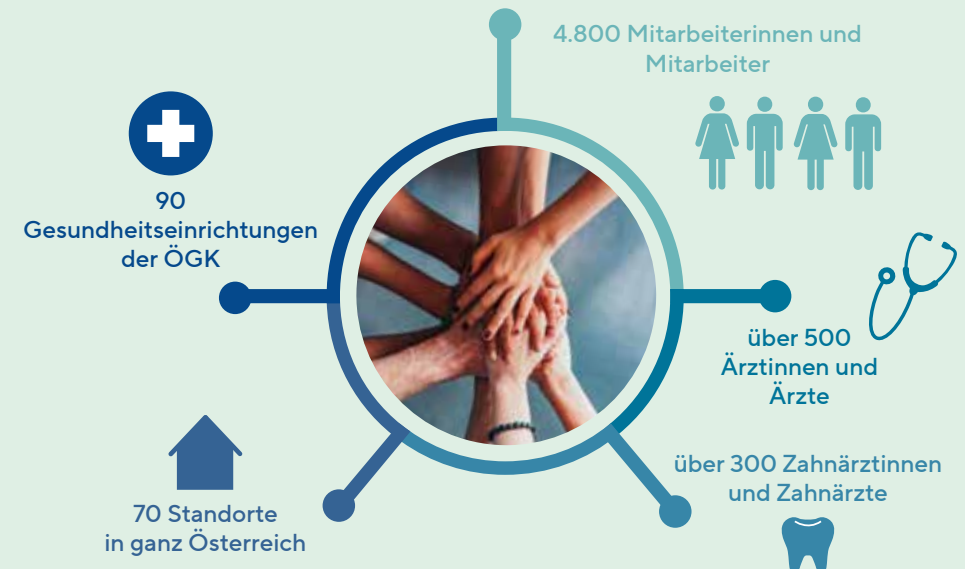 4.800 Mitarbeiterinnen und
Mitarbeiter
90
Gesundheitseinrichtungen
der ÖGK
über 500
Ärztinnen und
Ärzte
über 300 Zahnärztinnen
und Zahnärzte
70 Standorte
in ganz Österreich